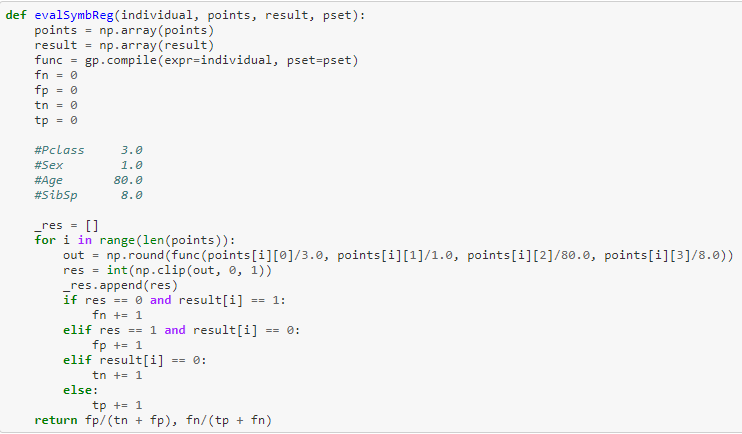 def evalSymbReg(individual, points, result, pset):
    points = np.array(points)
    result = np.array(result)
    func = gp.compile(expr=individual, pset=pset)
    fn = 0
    fp = 0
    tn = 0
    tp = 0

    #Pclass     3.0
    #Sex        1.0
    #Age       80.0
    #SibSp      8.0

    _res = []
    for i in range(len(points)):
        out = np.round(func(points[i][0]/3.0, points[i][1]/1.0, points[i][2]/80.0, points[i][3]/8.0))
        res = int(np.clip(out, 0, 1))
        _res.append(res)
        if res == 0 and result[i] == 1:
            fn += 1
        elif res == 1 and result[i] == 0:
            fp += 1
        elif result[i] == 0:
            tn += 1
        else:
            tp += 1
    return fp/(tn + fp), fn/(tp + fn)